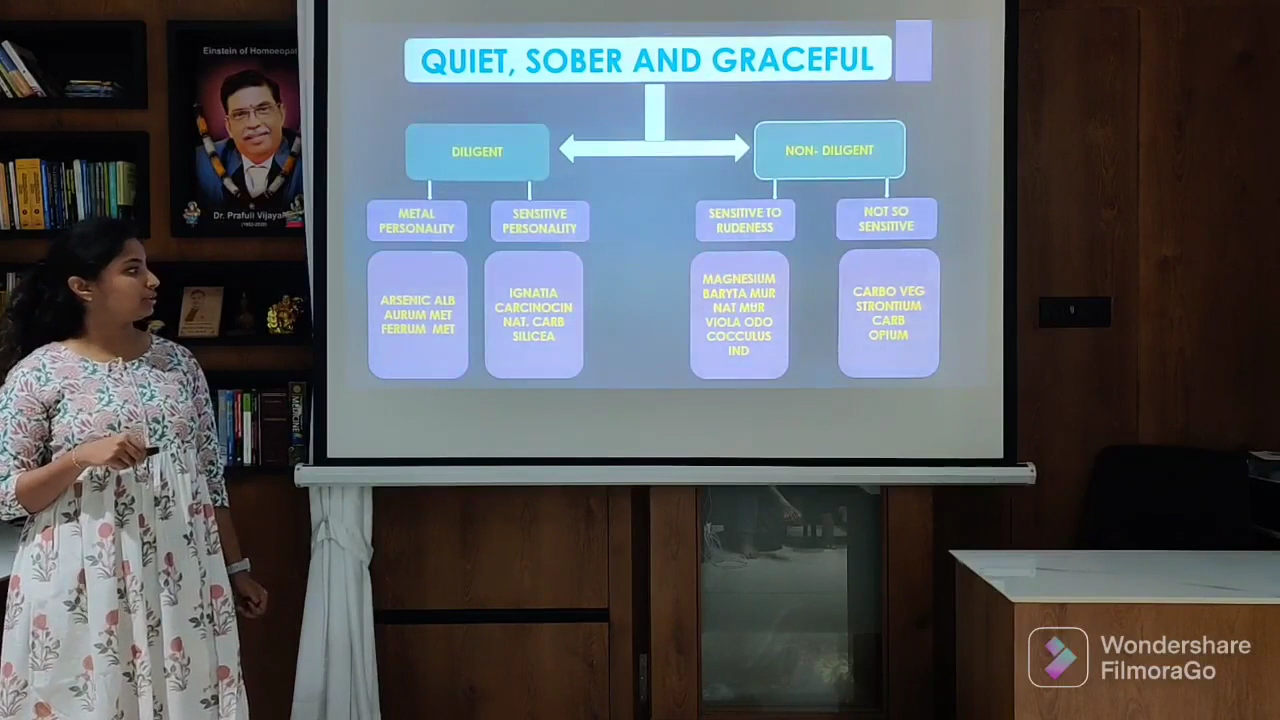 QUIET, SOBER AND GRACEFUL
DILIGENT
NON- DILIGENT
METAL
PERSONALITY
SENSITIVE
PERSONALITY
SENSITIVE TO
RUDENESS
NOT SO
SENSITIVE
ARSENIC ALB
AURUM MET
FERRUM MET
IGNATIA
CARCINOCIN
NAT. CARB
SILICEA
MAGNESIUM
BARYTA MUR
NAT MUR
VIOLA ODO
COCCULUS
IND
CARBO VEG
STRONTIUM
CARB
OPIUM
Einstein of Homoeopat
Dr. Prafull Vijaya
MEDICINE
Wondershare
FilmoraGo